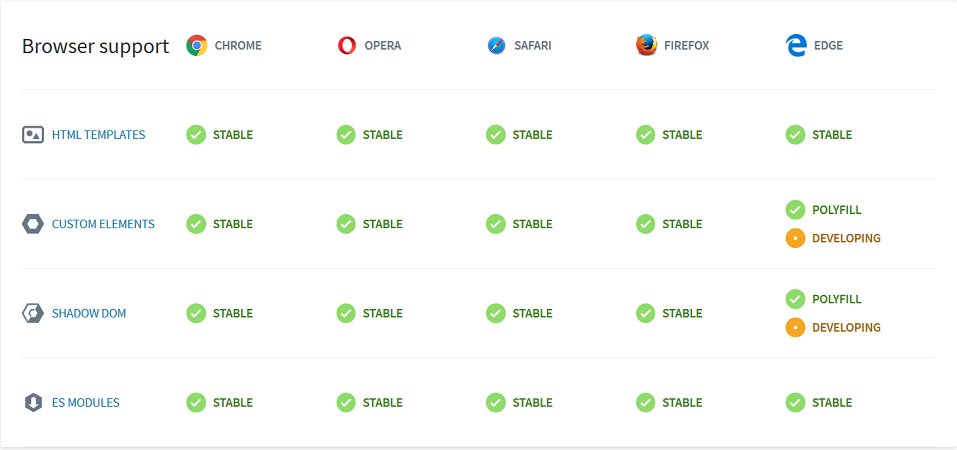 Browser support CHROME OPERA SAFARI FIREFOX EDGE
HTML TEMPLATES STABLE STABLE STABLE STABLE STABLE
CUSTOM ELEMENTS STABLE STABLE STABLE STABLE POLYFILL
DEVELOPING
SHADOW DOM STABLE STABLE STABLE STABLE POLYFILL
DEVELOPING
ES MODULES STABLE STABLE STABLE STABLE STABLE